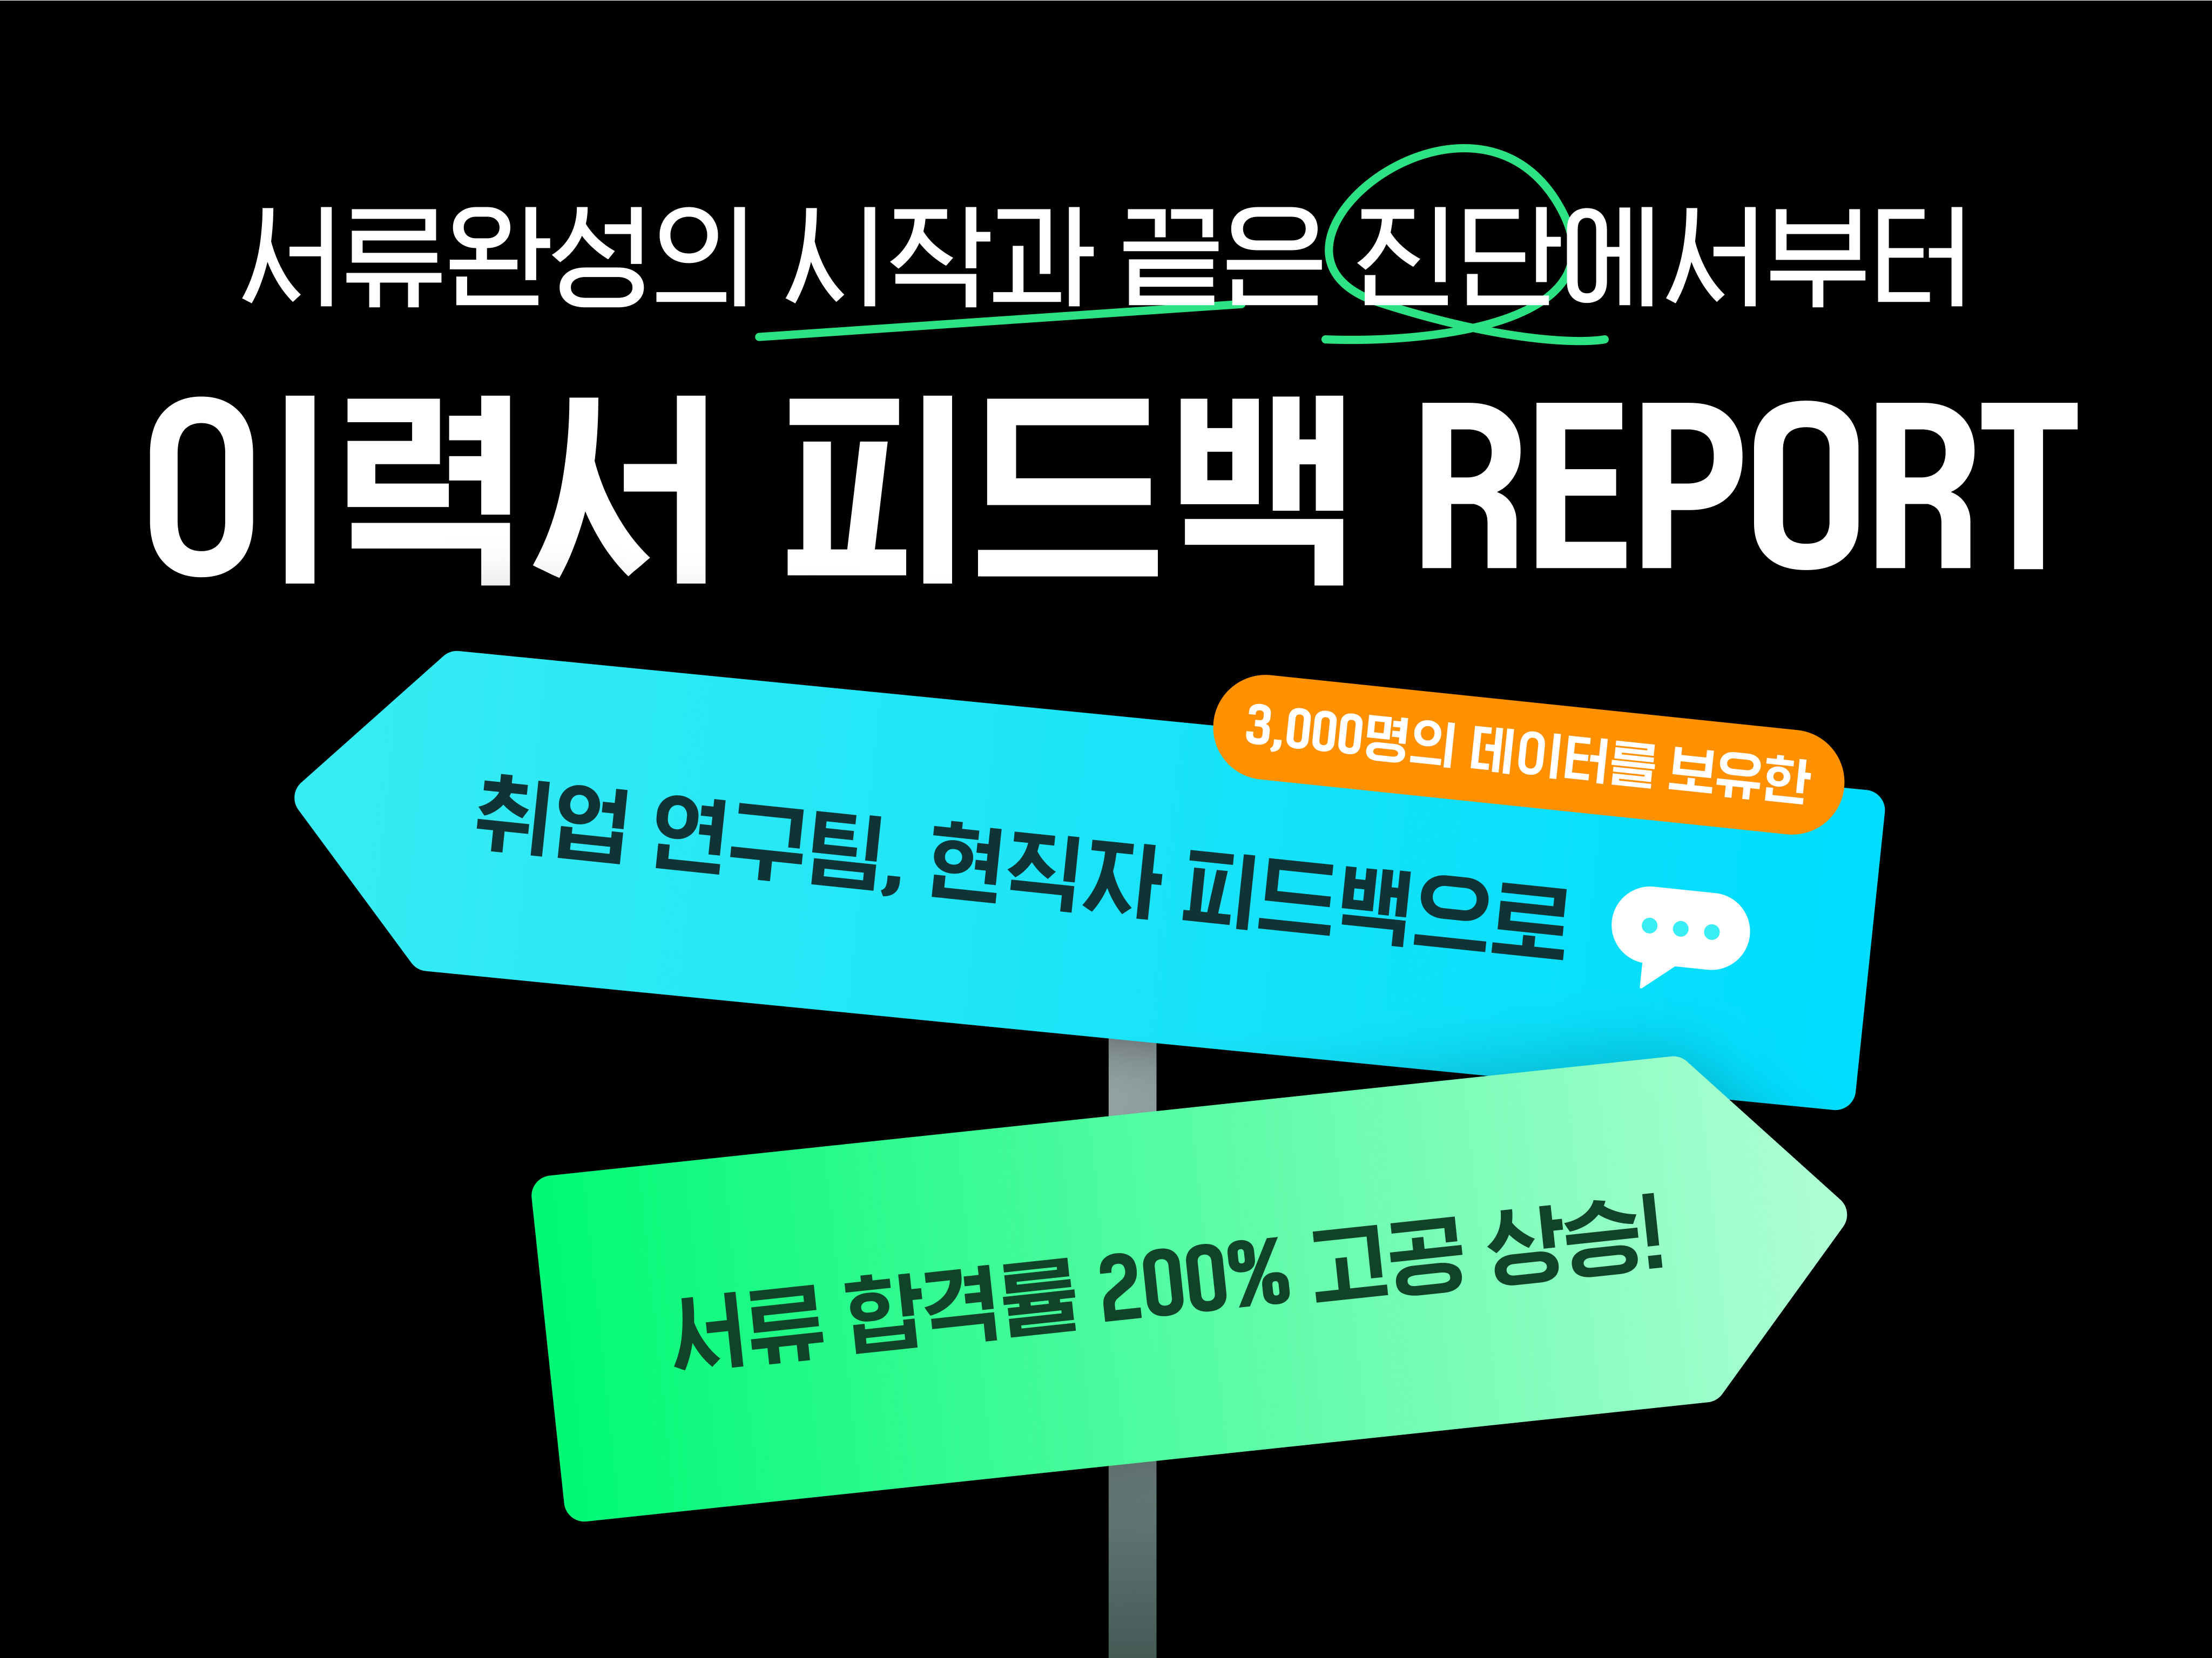 서류완성의 시작과 끝은 진단에서부터
이력서 피드백 REPORT
3,000명의 데이터를 보유한
취업 연구팀, 현직자 피드백으로
서류 합격률 200% 고공 상승!